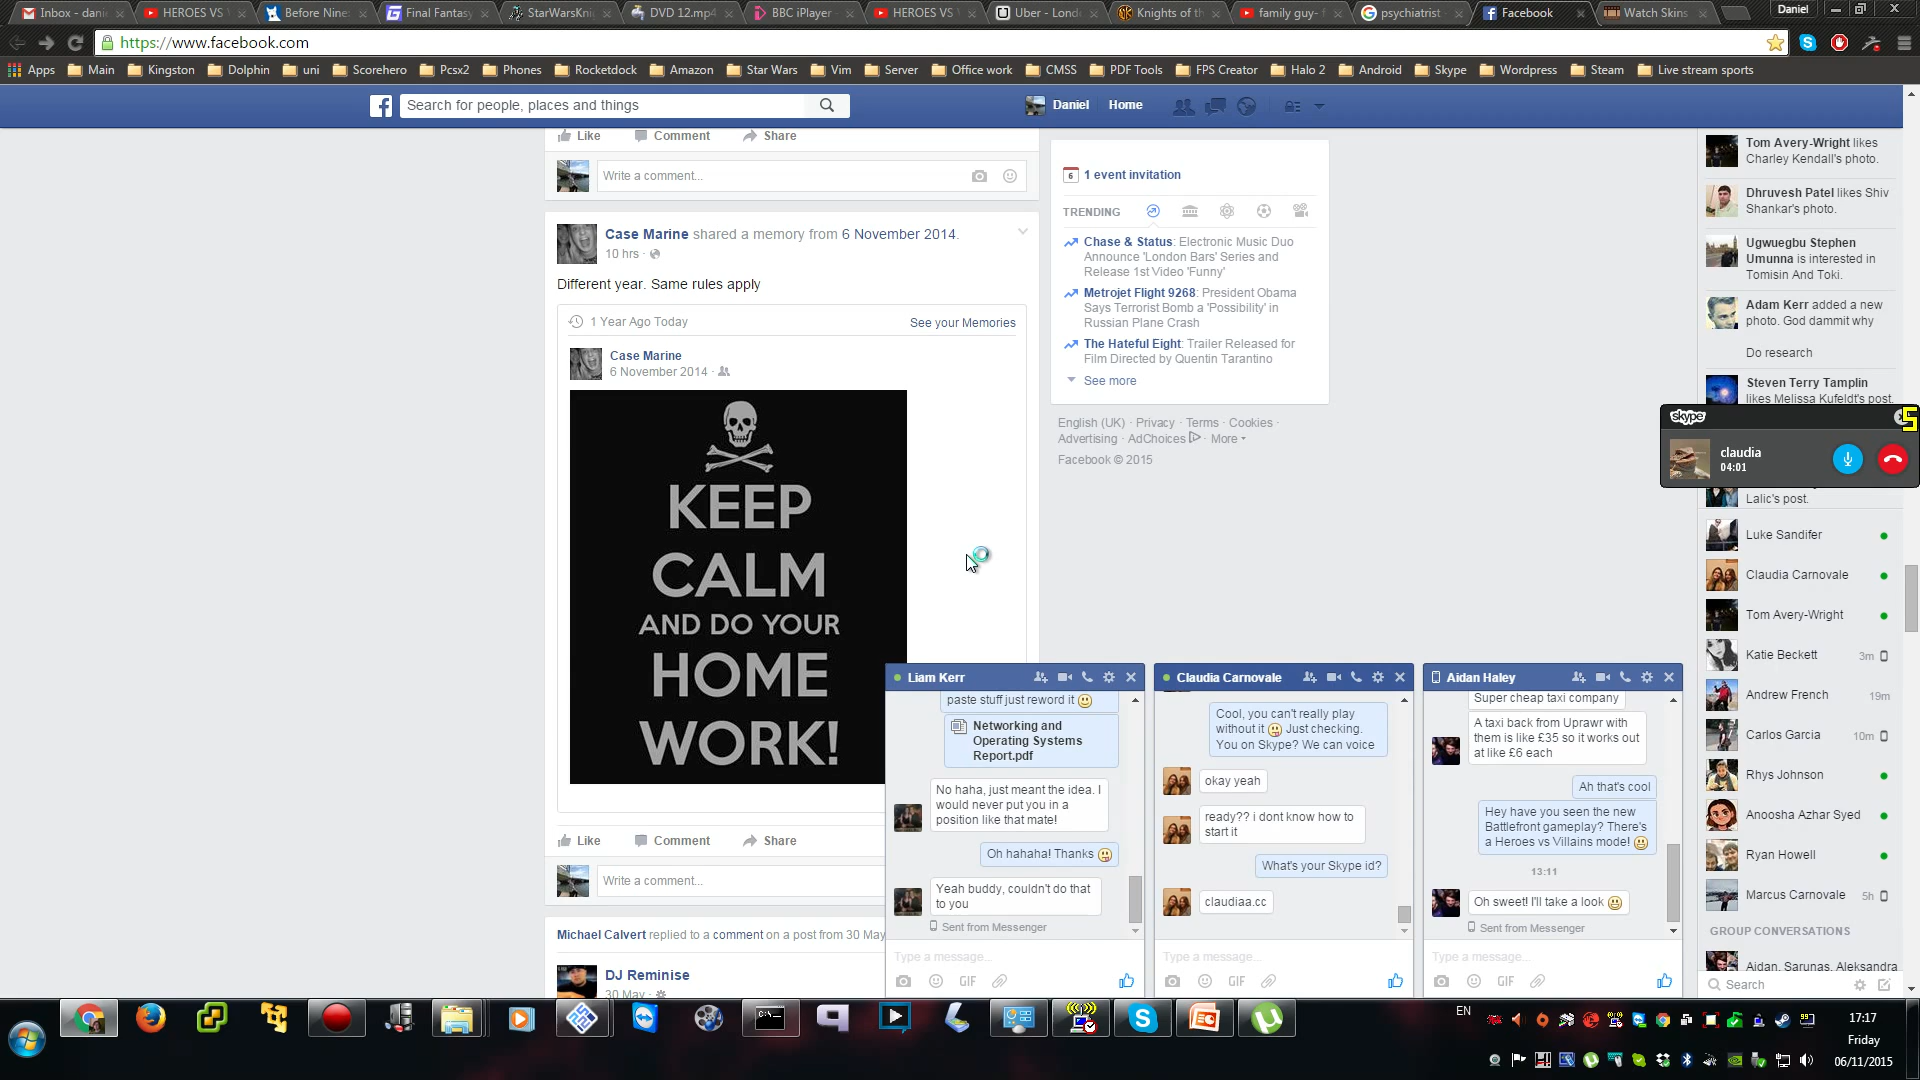 Inbox - dani
HEROES VS
Before Nine
Final Fantasy
StarWarsKni
DVD 12.mp4
BBC iPlayer
HEROES VS
Uber - Lond
Knights of th
family guy-
psychiatrist
Facebook
Watch Skins
Daniel
https://www.facebook.com
Apps
Main
Kingston
Dolphin
uni
Scorehero
Pcsx2
Phones
Rocketdock
Amazon
Star Wars
Vim
Server
Office work
CMSS
PDF Tools
FPS Creator
Halo 2
Android
Skype
Wordpress
Steam
Live stream sports
Search for people, places and things
Daniel
Home
Like Comment Share
Write a comment...
Case Marine shared a memory from 6 November 2014.
10 hrs ·
Different year. Same rules apply
1 Year Ago Today
See your Memories
Case Marine
6 November 2014 ·
KEEP
CALM
AND DO YOUR
HOME
WORK!
Like Comment Share
Write a comment...
Michael Calvert replied to a comment on a post from 30 May
DJ Reminise
30 May ·
6 1 event invitation
TRENDING
Chase & Status: Electronic Music Duo
Announce 'London Bars' Series and
Release 1st Video 'Funny'
Metrojet Flight 9268: President Obama
Says Terrorist Bomb a 'Possibility' in
Russian Plane Crash
The Hateful Eight: Trailer Released for
Film Directed by Quentin Tarantino
See more
English (UK) · Privacy · Terms · Cookies ·
Advertising · AdChoices · More
Facebook © 2015
Tom Avery-Wright likes
Charley Kendall's photo.
Dhruvesh Patel likes Shiv
Shankar's photo.
Ugwuegbu Stephen
Umunna is interested in
Tomisin And Toki.
Adam Kerr added a new
photo. God dammit why
Do research
Steven Terry Tamplin
likes Melissa Kufeldt's post.
skype
5
claudia
04:01
Lalic's post.
Luke Sandifer
Claudia Carnovale
Tom Avery-Wright
Katie Beckett 3m
Andrew French 19m
Carlos Garcia 10m
Rhys Johnson
Anoosha Azhar Syed
Ryan Howell
Marcus Carnovale 5h
GROUP CONVERSATIONS
Aidan, Sarunas, Aleksandra
Search
Liam Kerr
paste stuff just reword it
Networking and
Operating Systems
Report.pdf
No haha, just meant the idea. I
would never put you in a
position like that mate!
Oh hahaha! Thanks
Yeah buddy, couldn't do that
to you
Sent from Messenger
Type a message...
GIF
Claudia Carnovale
Cool, you can't really play
without it Just checking.
You on Skype? We can voice
okay yeah
ready?? i dont know how to
start it
What's your Skype id?
claudiaa.cc
Type a message...
GIF
Aidan Haley
Super cheap taxi company
A taxi back from Uprawr with
them is like £35 so it works out
at like £6 each
Ah that's cool
Hey have you seen the new
Battlefront gameplay? There's
a Heroes vs Villains mode!
13:11
Oh sweet! I'll take a look
Sent from Messenger
Type a message...
GIF
EN
17:17
Friday
06/11/2015